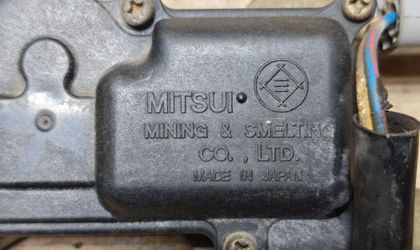 MITSUI
MINING & SMELTING
CO., LTD.
MADE IN JAPAN